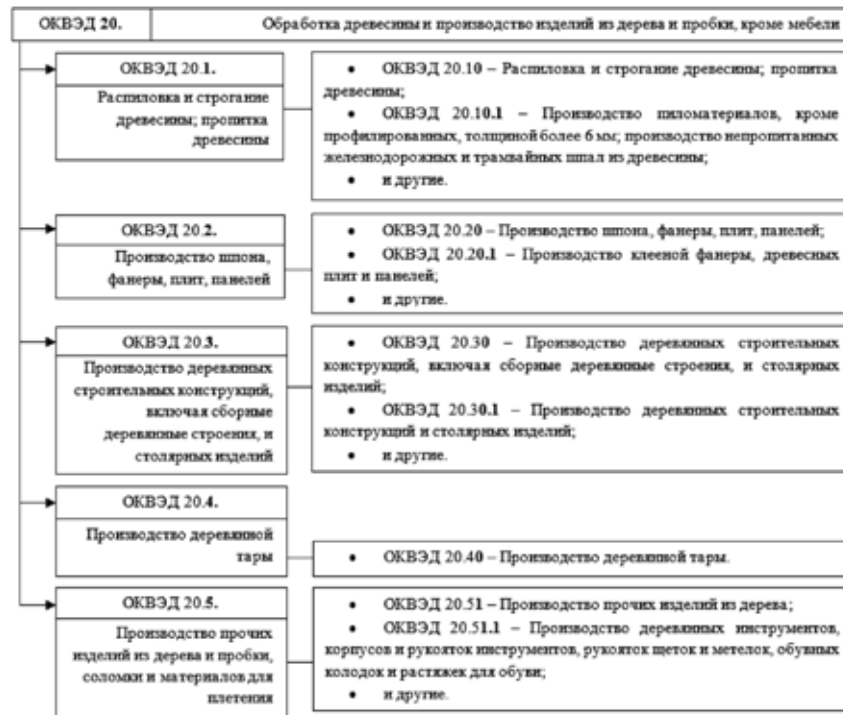 ОКВЭД 20. Обработка древесины и производство изделий из дерева и пробки, кроме мебели
ОКВЭД 20.1.
Распиловка и строгание
древесины; пропитка
древесины
• ОКВЭД 20.10 – Распиловка и строгание древесины; пропитка
древесины;
• ОКВЭД 20.10.1 – Производство пиломатериалов, кроме
профилированных, толщиной более 6 мм; производство непропитанных
железнодорожных и трамвайных шпал из древесины;
• и другие.
ОКВЭД 20.2.
Производство шпона,
фанеры, плит, панелей
• ОКВЭД 20.20 – Производство шпона, фанеры, плит, панелей;
• ОКВЭД 20.20.1 – Производство клееной фанеры, древесных
плит и панелей;
• и другие.
ОКВЭД 20.3.
Производство деревянных
строительных конструкций,
включая сборные
деревянные строения, и
столярных изделий
• ОКВЭД 20.30 – Производство деревянных строительных
конструкций, включая сборные деревянные строения, и столярных
изделий;
• ОКВЭД 20.30.1 – Производство деревянных строительных
конструкций и столярных изделий;
• и другие.
ОКВЭД 20.4.
Производство деревянной
тары
• ОКВЭД 20.40 – Производство деревянной тары.
ОКВЭД 20.5.
Производство прочих
изделий из дерева и пробки,
соломки и материалов для
плетения
• ОКВЭД 20.51 – Производство прочих изделий из дерева;
• ОКВЭД 20.51.1 – Производство деревянных инструментов,
корпусов и рукояток инструментов, рукояток щеток и метелок, обувных
колодок и растяжек для обуви;
• и другие.